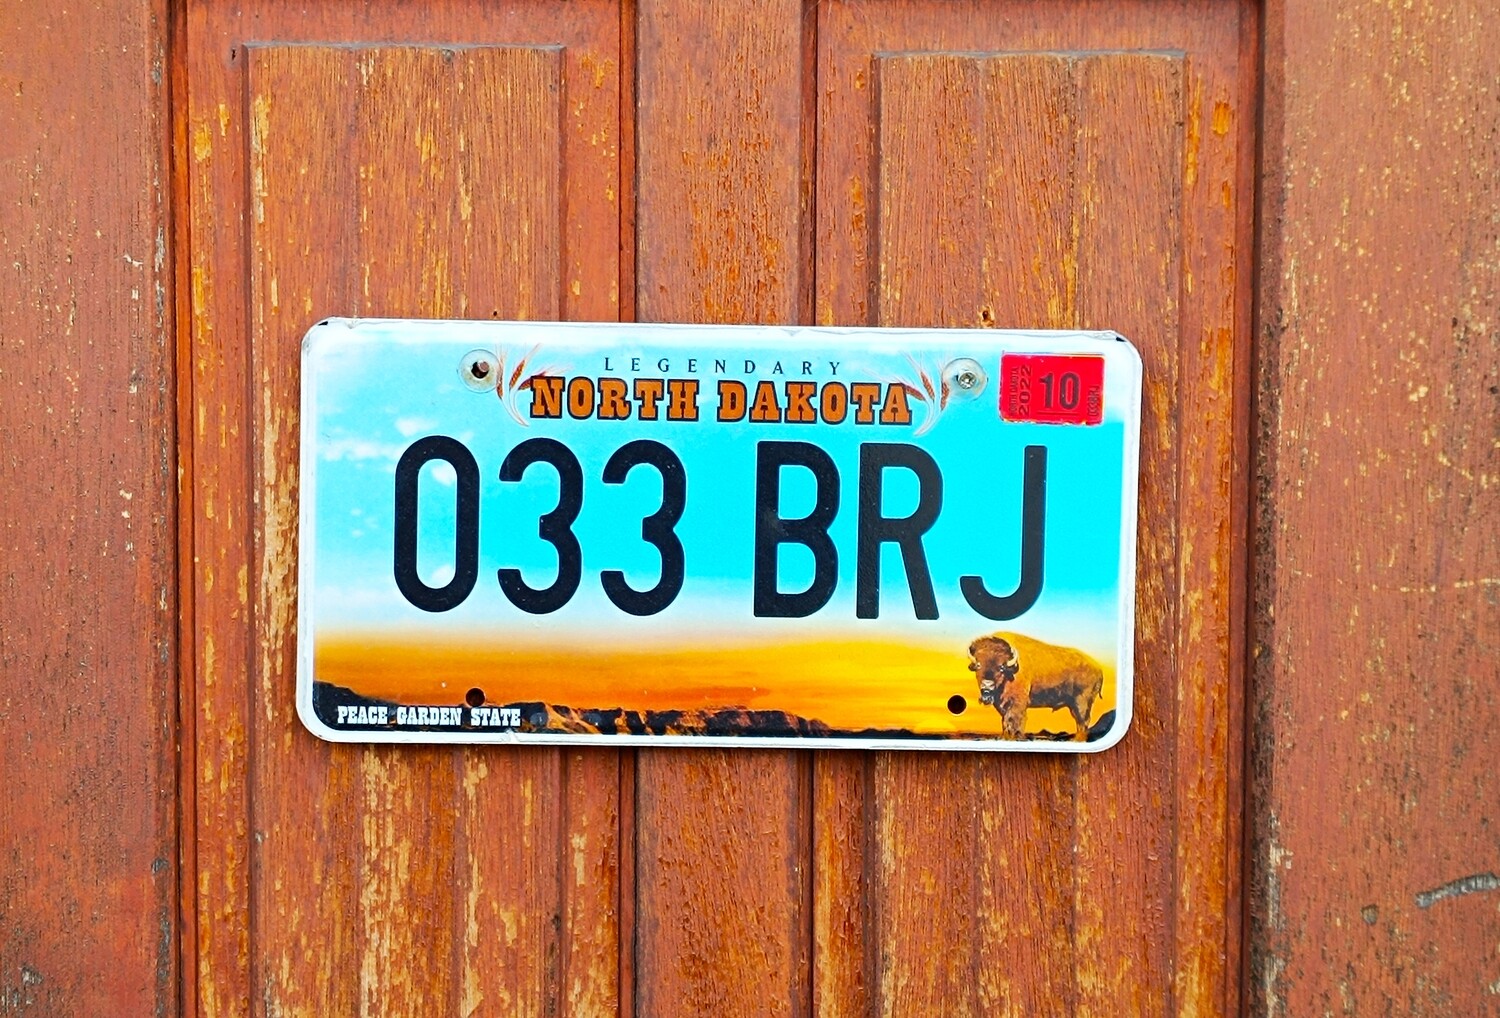 LEGENDARY
NORTH DAKOTA
2022
10
033 BRJ
PEACE GARDEN STATE